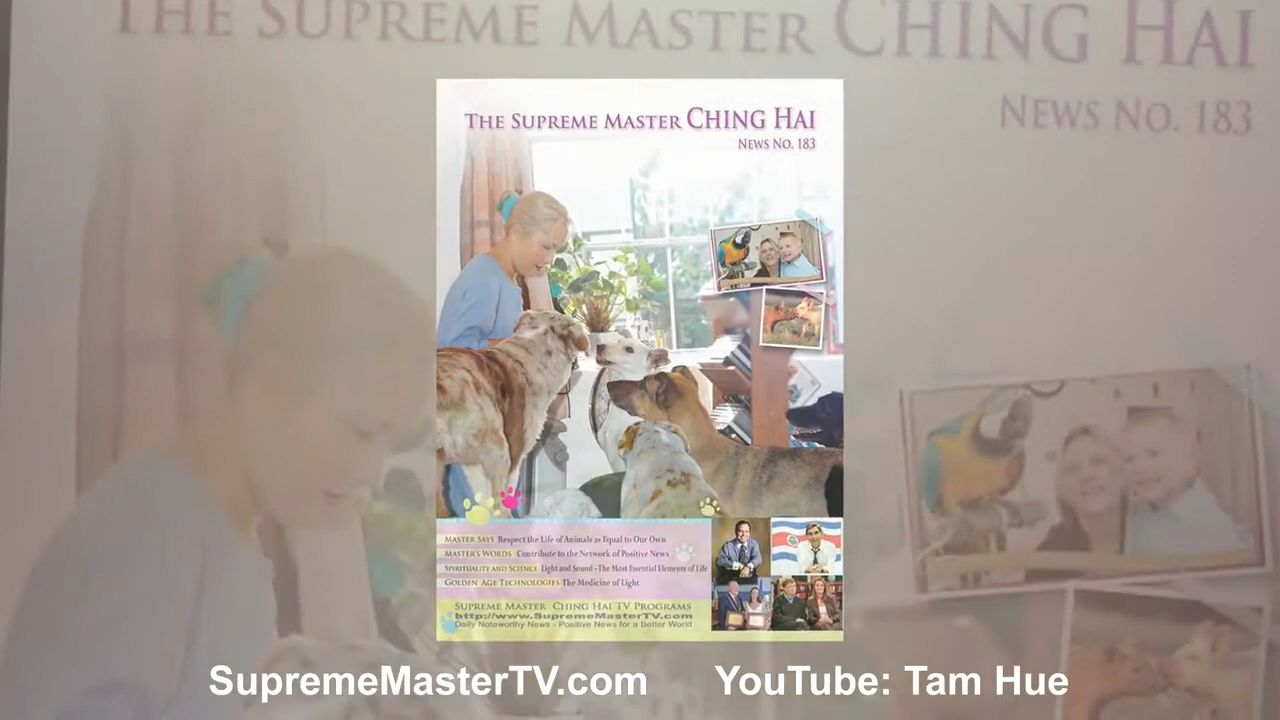 THE SUPREME MASTER CHING HAI
NEWS NO. 183
THE SUPREME MASTER CHING HAI
NEWS NO. 183
MASTER SAYS Respect the Life of Animals as Equal to Our Own
MASTER'S WORDS Contribute to the Network of Positive News
SPIRITUALITY AND SCIENCE Light and Sound - The Most Essential Elements of Life
GOLDEN AGE TECHNOLOGIES The Medicine of Light
SUPREME MASTER CHING HAI TV PROGRAMS
http://www.SupremeMasterTV.com
Daily Noteworthy News - Positive News for a Better World
SupremeMasterTV.com YouTube: Tam Hue